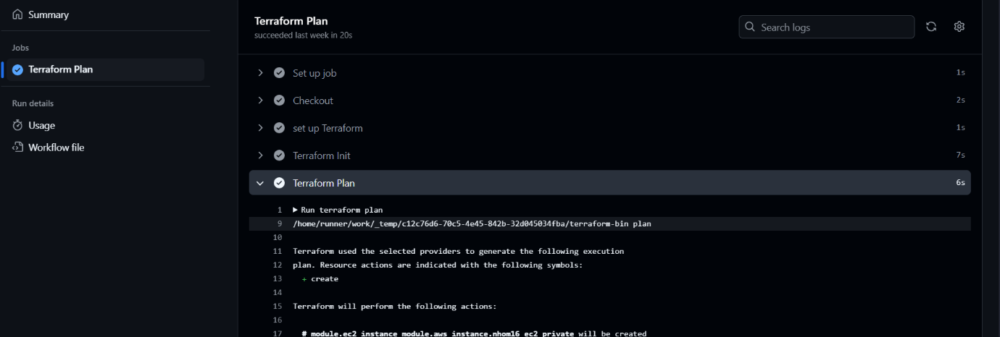 Summary
Jobs
Terraform Plan
Run details
Usage
Workflow file
Terraform Plan
succeeded last week in 20s
Search logs
Set up job 1s
Checkout 2s
set up Terraform 1s
Terraform Init 7s
Terraform Plan 6s
1 Run terraform plan
9 /home/runner/work/_temp/c12c76d6-70c5-4e45-842b-32d045034fba/terraform-bin plan
10
11 Terraform used the selected providers to generate the following execution
12 plan. Resource actions are indicated with the following symbols:
13 + create
14
15 Terraform will perform the following actions:
16
17 # module.ec2_instance_module.aws_instance.nhom16_ec2_private will be created